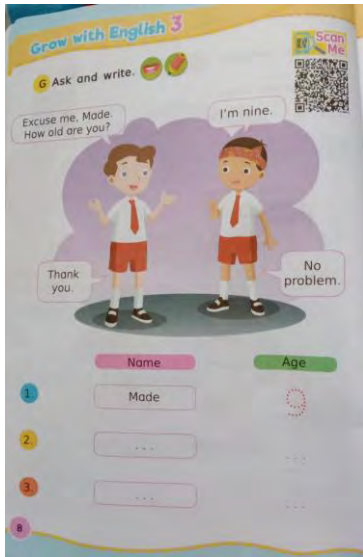 Grow with English 3
Scan
Me
G Ask and write.
Excuse me, Made.
How old are you?
I'm nine.
Thank
you.
No
problem.
Name
Age
1.
Made
9
2.
. . .
. . .
3.
. . .
. . .
8